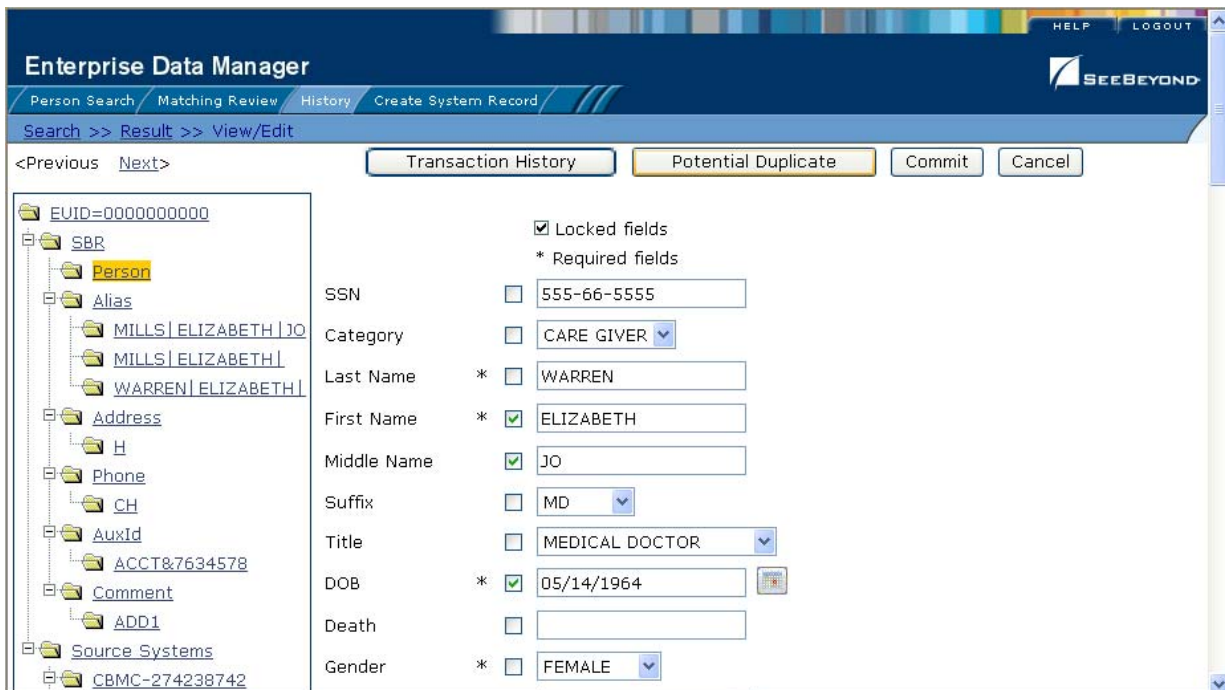 HELP LOGOUT
Enterprise Data Manager
SEEBEYOND
Person Search Matching Review History Create System Record
Search >> Result >> View/Edit
<Previous Next> Transaction History Potential Duplicate Commit Cancel
EUID=0000000000
SBR
Person
Alias
MILLS|ELIZABETH|JO
MILLS|ELIZABETH|
WARREN|ELIZABETH|
Address
H
Phone
CH
AuxId
ACCT&7634578
Comment
ADD1
Source Systems
CBMC-274238742
Locked fields
* Required fields
SSN 555-66-5555
Category CARE GIVER
Last Name * WARREN
First Name * ELIZABETH
Middle Name JO
Suffix MD
Title MEDICAL DOCTOR
DOB * 05/14/1964
Death
Gender * FEMALE